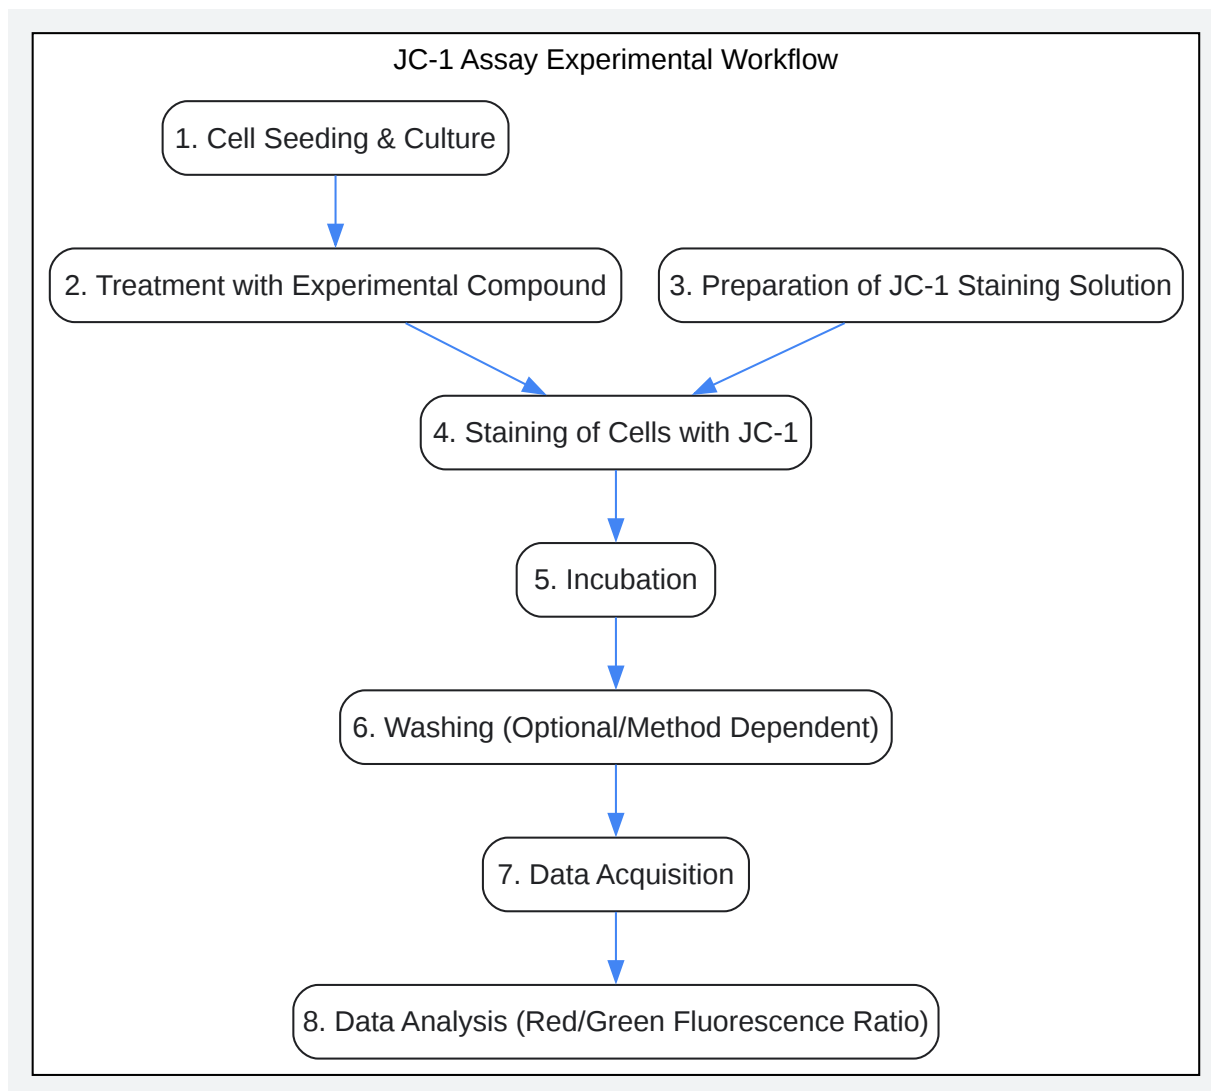 JC-1 Assay Experimental Workflow
1. Cell Seeding & Culture
2. Treatment with Experimental Compound
3. Preparation of JC-1 Staining Solution
4. Staining of Cells with JC-1
5. Incubation
6. Washing (Optional/Method Dependent)
7. Data Acquisition
8. Data Analysis (Red/Green Fluorescence Ratio)